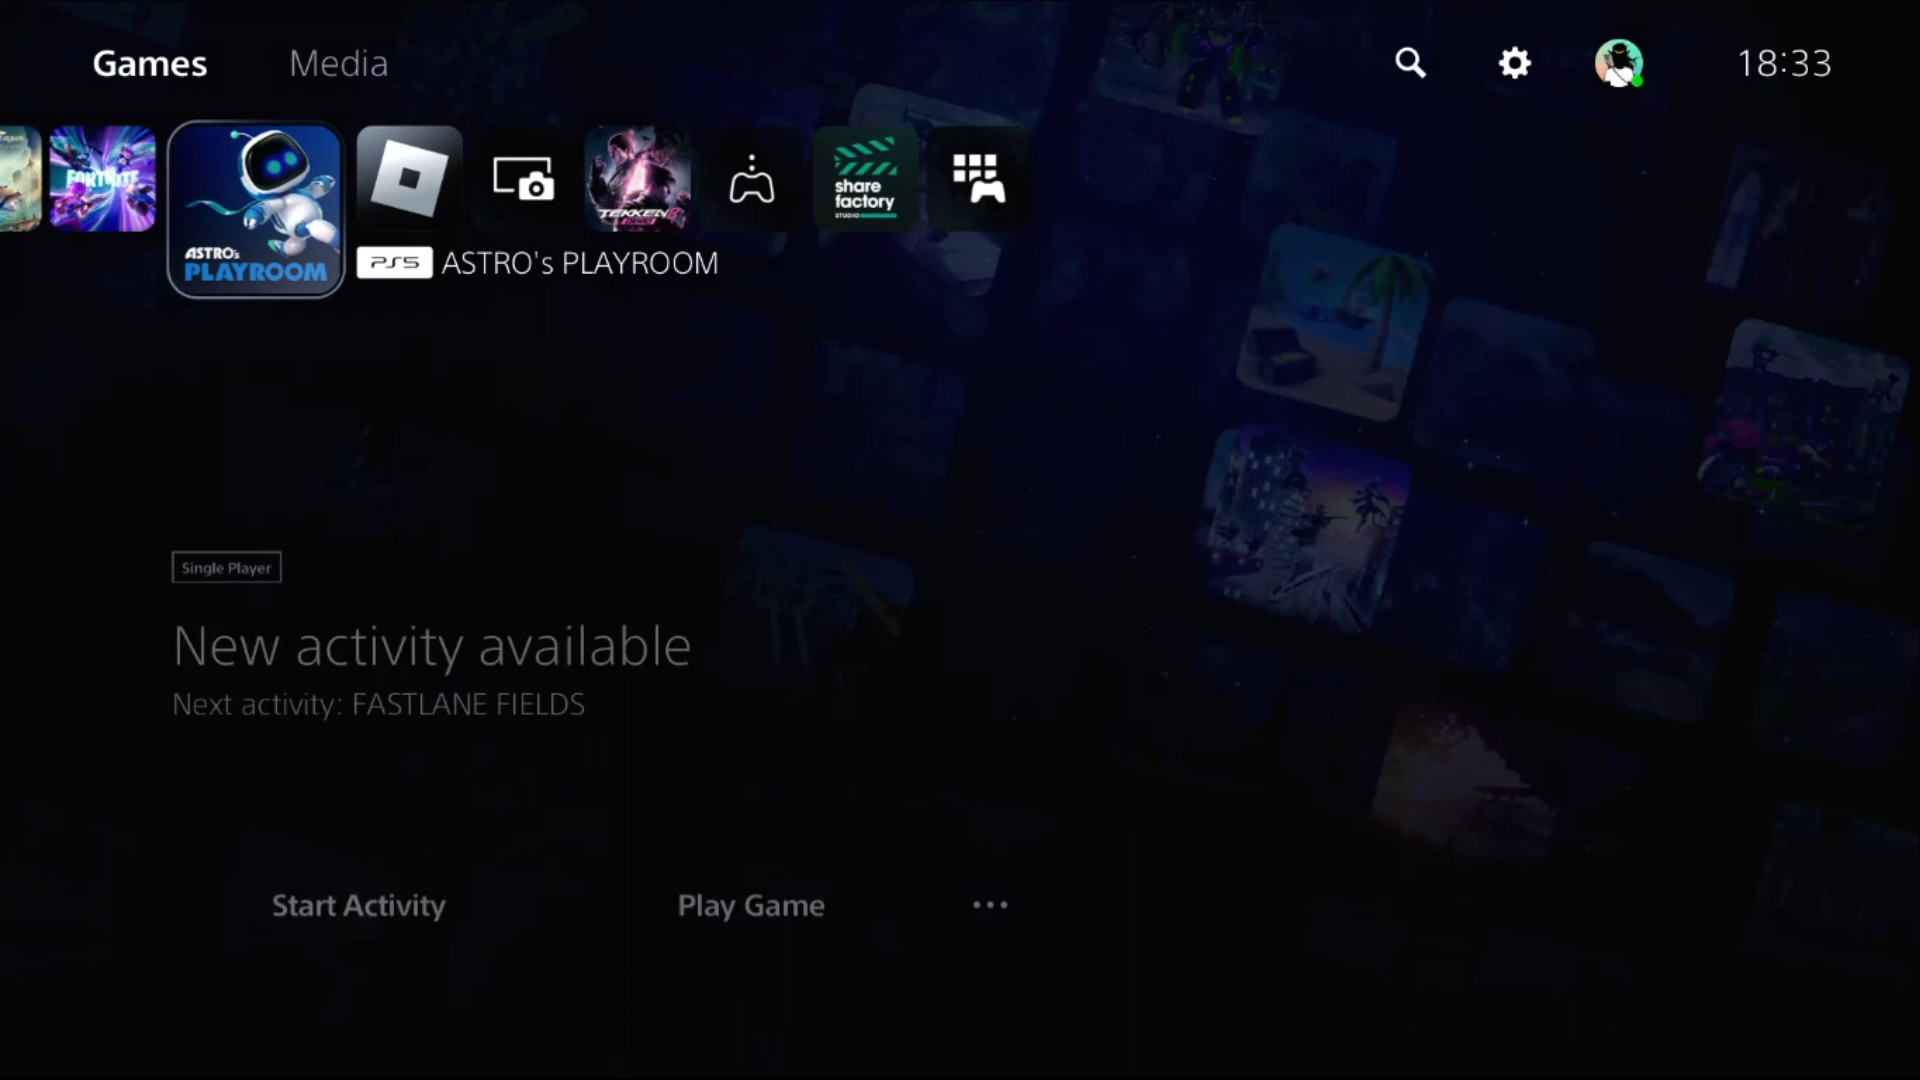 Games
Media
18:33
FORTNITE
ASTRO's
PLAYROOM
TEKKEN 8
share
factory
STUDIO
PS5
ASTRO's PLAYROOM
Single Player
New activity available
Next activity: FASTLANE FIELDS
Start Activity
Play Game